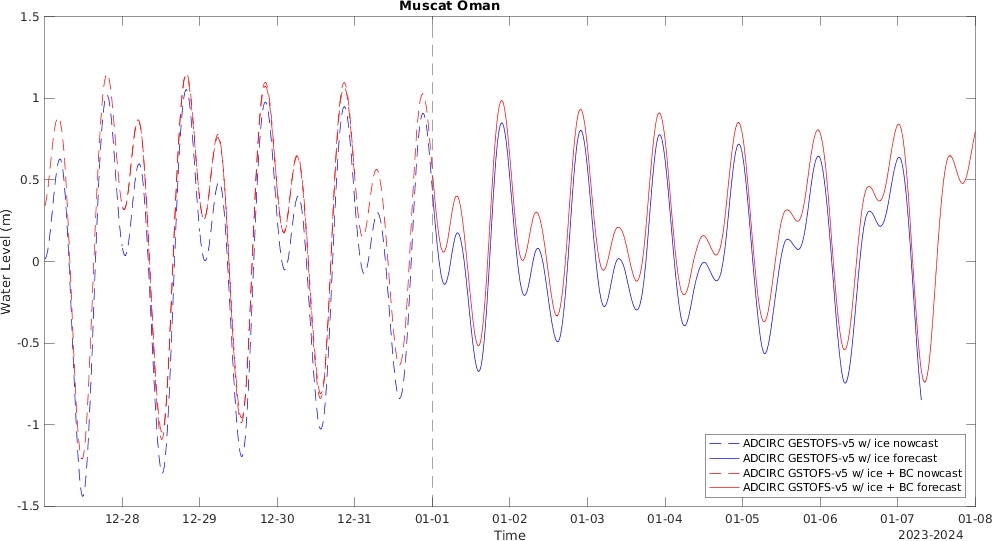 Muscat Oman
1.5
1
0.5
0
-0.5
-1
-1.5
Water Level (m)
12-28 12-29 12-30 12-31 01-01 01-02 01-03 01-04 01-05 01-06 01-07 01-08
Time
2023-2024
ADCIRC GESTOFS-v5 w/ ice nowcast
ADCIRC GESTOFS-v5 w/ ice forecast
ADCIRC GSTOFS-v5 w/ ice + BC nowcast
ADCIRC GSTOFS-v5 w/ ice + BC forecast